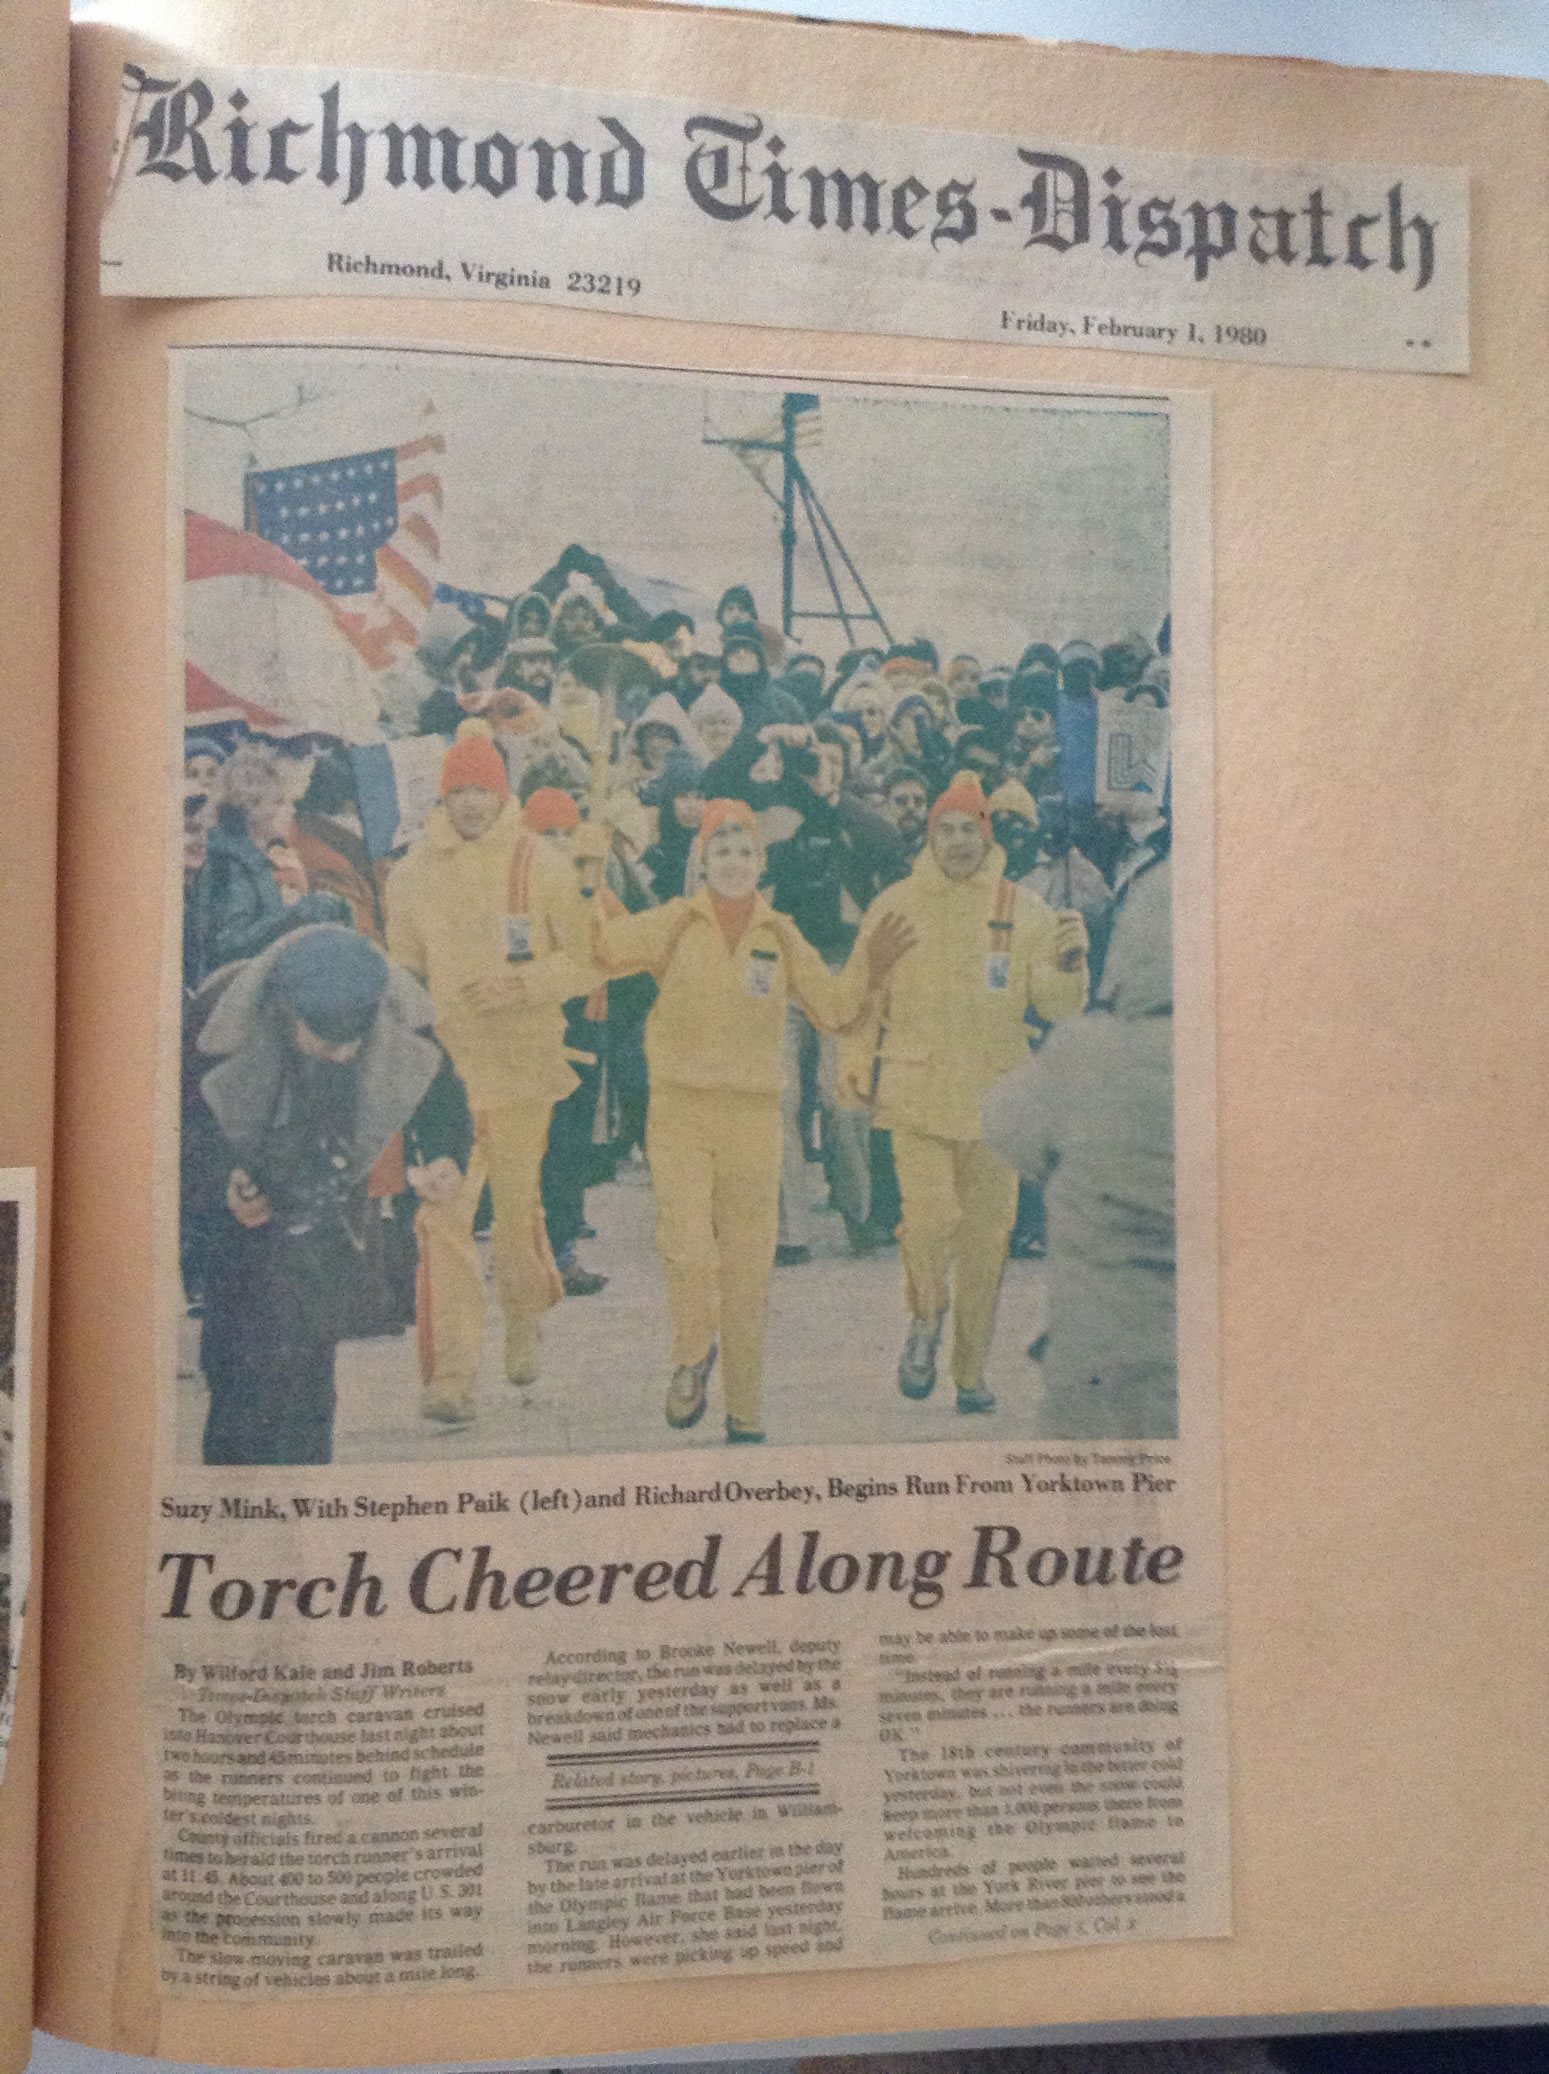 Richmond Times-Dispatch
Richmond, Virginia 23219
Friday, February 1, 1980
**
Staff Photo By Tammy Price
Suzy Mink, With Stephen Paik (left) and Richard Overbey, Begins Run From Yorktown Pier
Torch Cheered Along Route
By Wilford Kale and Jim Roberts
Times-Dispatch Staff Writers
The Olympic torch caravan cruised
into Hanover Courthouse last night about
two hours and 45 minutes behind schedule
as the runners continued to fight the
biting temperatures of one of this win-
ter's coldest nights.
County officials fired a cannon several
times to herald the torch runner's arrival
at 11:45. About 400 to 500 people crowded
around the Courthouse and along U.S. 301
as the procession slowly made its way
into the community.
The slow-moving caravan was trailed
by a string of vehicles about a mile long.
According to Brooke Newell, deputy
relay director, the run was delayed by the
snow early yesterday as well as a
breakdown of one of the support vans. Ms.
Newell said mechanics had to replace a
Related story, pictures, Page B-1
carburetor in the vehicle in William-
sburg.
The run was delayed earlier in the day
by the late arrival at the Yorktown pier of
the Olympic flame that had been flown
into Langley Air Force Base yesterday
morning. However, she said last night,
the runners were picking up speed and
may be able to make up some of the lost
time.
"Instead of running a mile every
minutes, they are running a mile every
seven minutes ... the runners are doing
OK."
The 18th century community of
Yorktown was shivering in the bitter cold
yesterday, but not even the snow could
keep more than 1,000 persons there from
welcoming the Olympic flame to
America.
Hundreds of people waited several
hours at the York River pier to see the
flame arrive. More than 800 others stood a
Continued on Page Col.